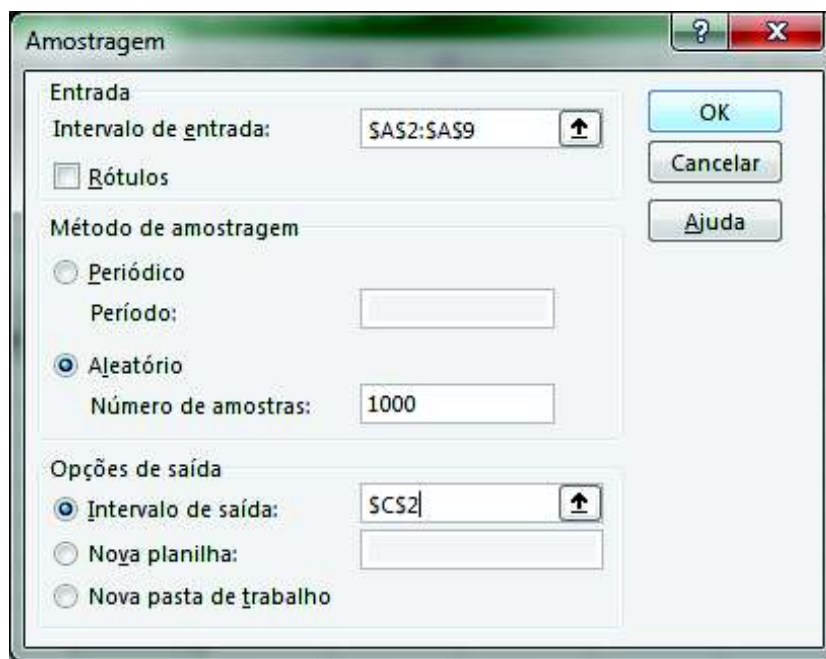 Amostragem
Entrada
Intervalo de entrada: $A$2:$A$9
Rótulos
Método de amostragem
Periódico
Período:
Aleatório
Número de amostras: 1000
Opções de saída
Intervalo de saída: $C$2
Nova planilha:
Nova pasta de trabalho
?
X
OK
Cancelar
Ajuda